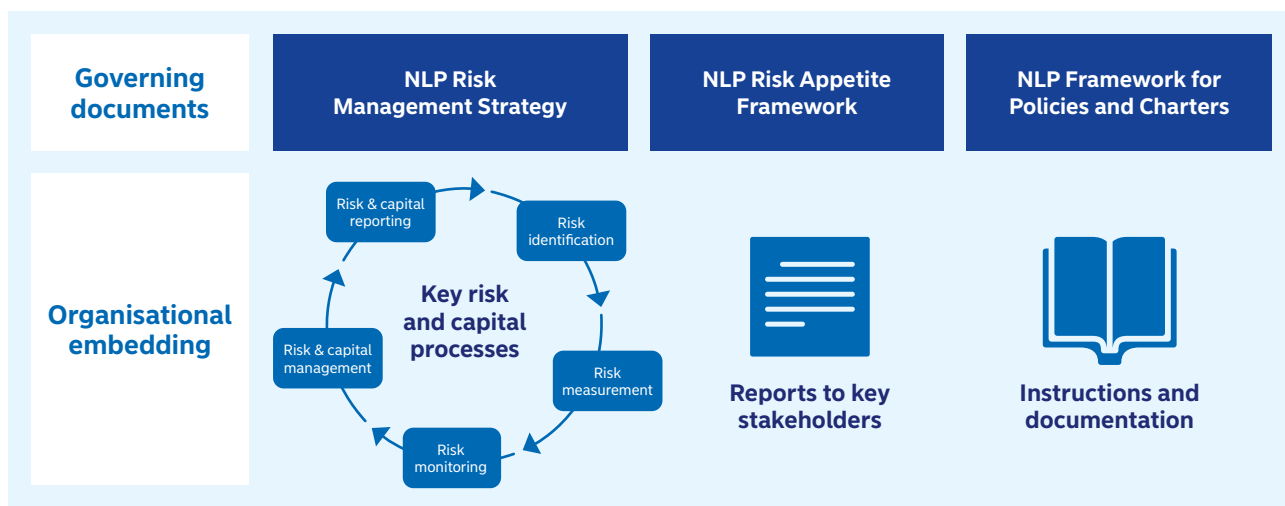 Governing
documents
NLP Risk
Management Strategy
NLP Risk Appetite
Framework
NLP Framework for
Policies and Charters
Organisational
embedding
Risk & capital
reporting
Risk
identification
Key risk
and capital
processes
Risk & capital
management
Risk
measurement
Risk
monitoring
Reports to key
stakeholders
Instructions and
documentation